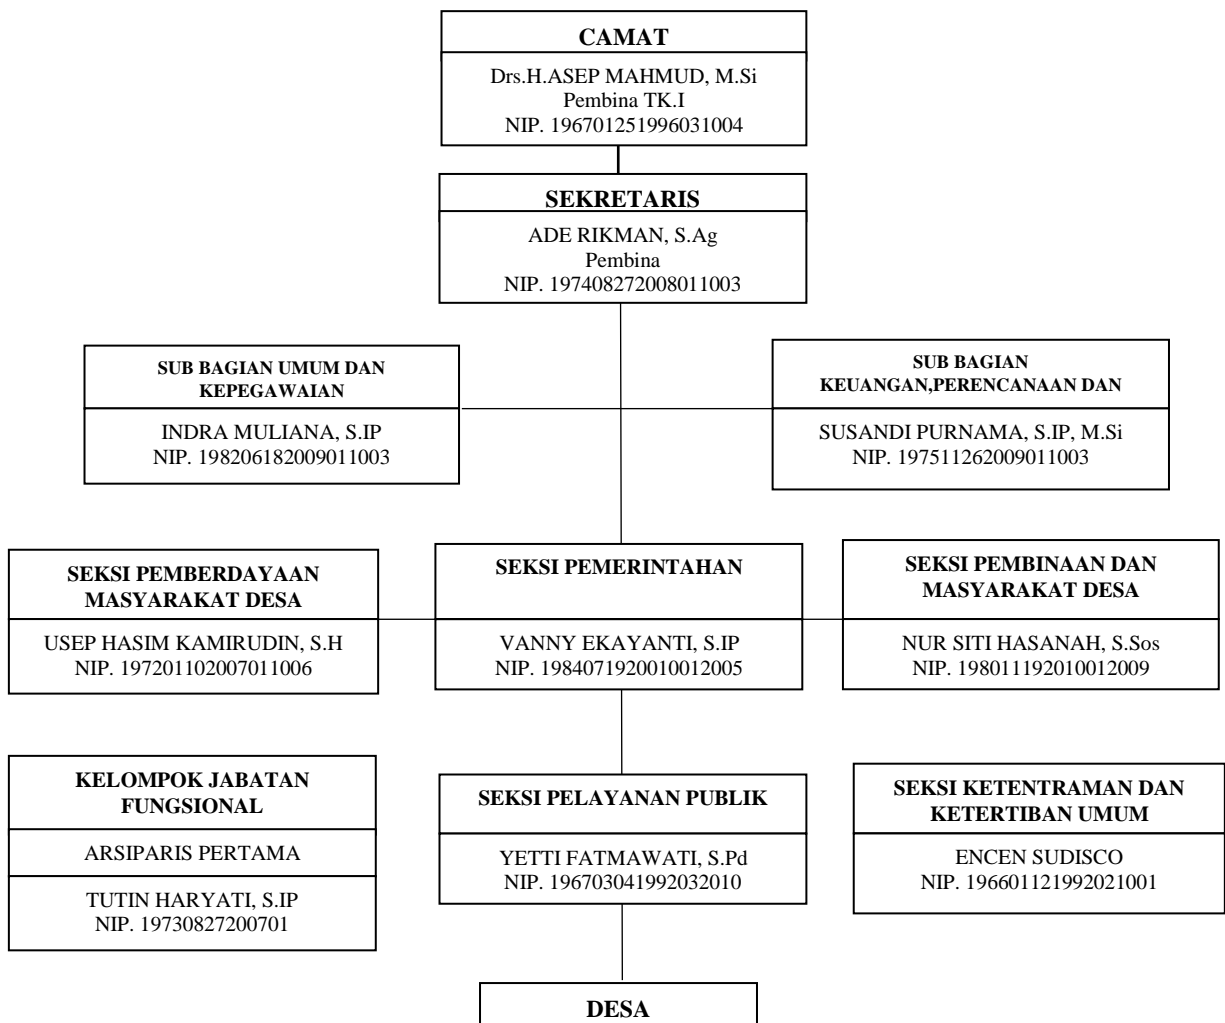 CAMAT
Drs.H.ASEP MAHMUD, M.Si
Pembina TK.I
NIP. 196701251996031004
SEKRETARIS
ADE RIKMAN, S.Ag
Pembina
NIP. 197408272008011003
SUB BAGIAN UMUM DAN
KEPEGAWAIAN
INDRA MULIANA, S.IP
NIP. 198206182009011003
SUB BAGIAN
KEUANGAN,PERENCANAAN DAN
SUSANDI PURNAMA, S.IP, M.Si
NIP. 197511262009011003
SEKSI PEMBERDAYAAN
MASYARAKAT DESA
USEP HASIM KAMIRUDIN, S.H
NIP. 197201102007011006
SEKSI PEMERINTAHAN
VANNY EKAYANTI, S.IP
NIP. 1984071920010012005
SEKSI PEMBINAAN DAN
MASYARAKAT DESA
NUR SITI HASANAH, S.Sos
NIP. 198011192010012009
KELOMPOK JABATAN
FUNGSIONAL
ARSIPARIS PERTAMA
TUTIN HARYATI, S.IP
NIP. 19730827200701
SEKSI PELAYANAN PUBLIK
YETTI FATMAWATI, S.Pd
NIP. 196703041992032010
SEKSI KETENTRAMAN DAN
KETERTIBAN UMUM
ENCEN SUDISCO
NIP. 196601121992021001
DESA